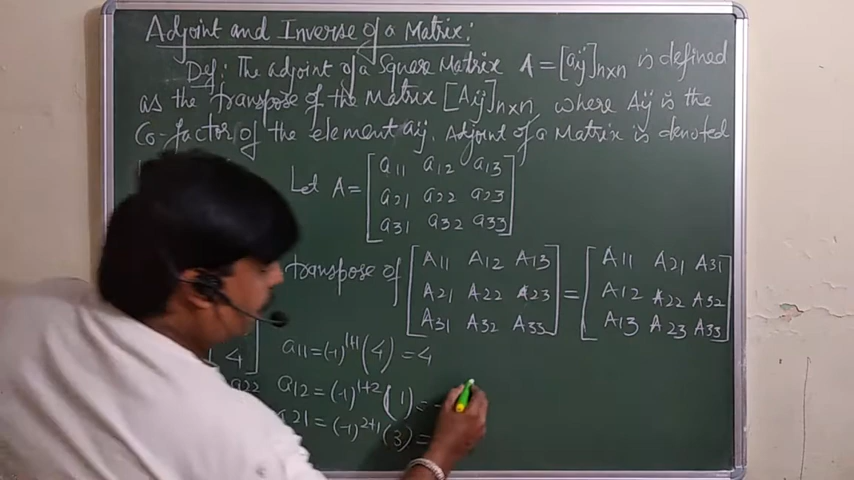 Adjoint and Inverse of a Matrix:
Def: The adjoint of a Square Matrix A = [aij]n×n is defined
as the transpose of the Matrix [Aij]n×n where Aij is the
Co-factor of the element aij. Adjoint of a Matrix is denoted
Let A = [a11 a12 a13
a21 a22 a23
a31 a32 a33]
transpose of [A11 A12 A13 = [A11 A21 A31
A21 A22 A23 A12 A22 A32
A31 A32 A33] A13 A23 A33]
4] a11 = (-1)^1+1 (4) = 4
a22 a12 = (-1)^1+2 (1) = -
a21 = (-1)^2+1 (3) =